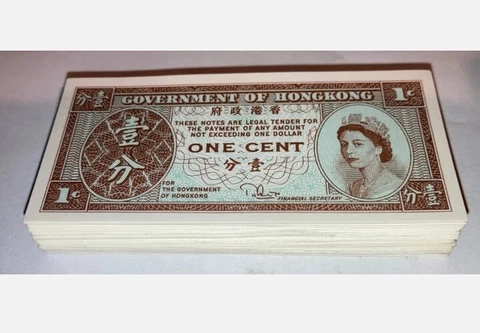 分壹 GOVERNMENT OF HONGKONG 1c
府政港香
THESE NOTES ARE LEGAL TENDER FOR
THE PAYMENT OF ANY AMOUNT
NOT EXCEEDING ONE DOLLAR
壹分
ONE CENT
分壹
1c
FOR
THE GOVERNMENT
OF HONGKONG
FINANCIAL SECRETARY
分壹